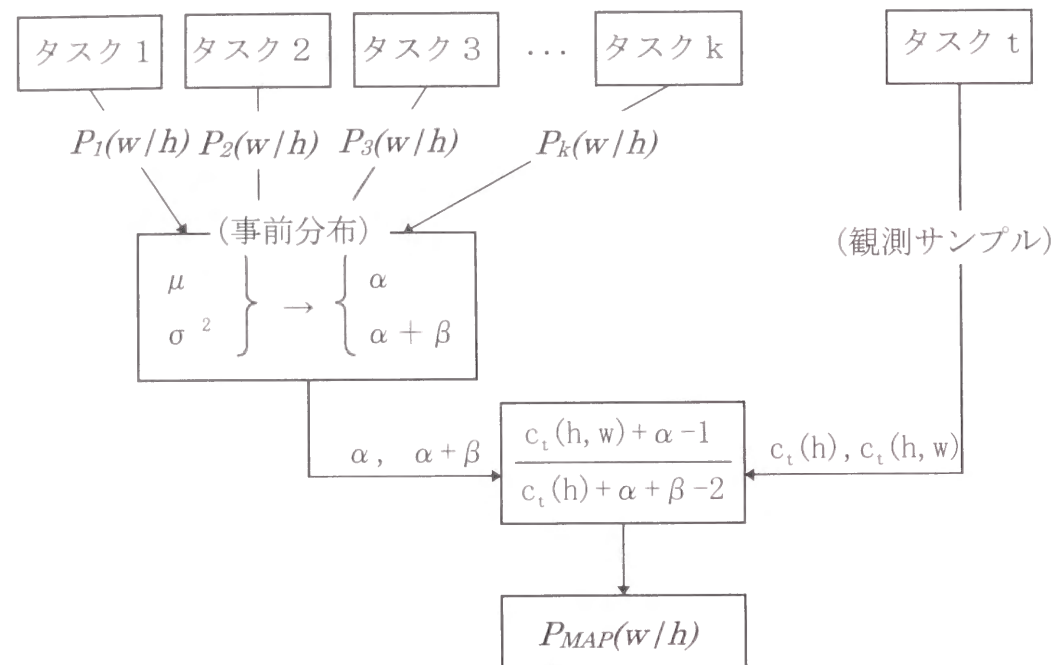 タスク1 タスク2 タスク3 ... タスクk タスクt
P1(w/h) P2(w/h) P3(w/h) Pk(w/h)
(事前分布)
(観測サンプル)
μ → α
σ 2 α + β
α, α+β
ct(h,w)+α-1
ct(h)+α+β-2
ct(h),ct(h,w)
PMAP(w/h)